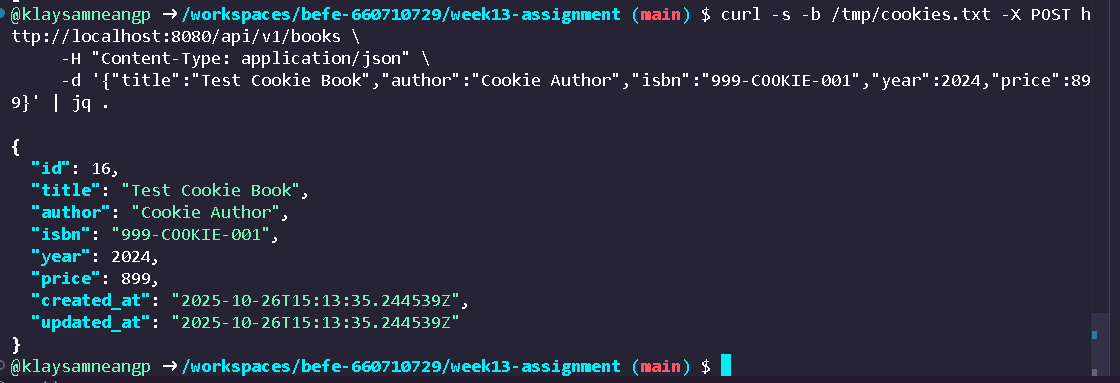 @klaysamneangp →/workspaces/befe-660710729/week13-assignment (main) $ curl -s -b /tmp/cookies.txt -X POST h
ttp://localhost:8080/api/v1/books \
     -H "Content-Type: application/json" \
     -d '{"title":"Test Cookie Book","author":"Cookie Author","isbn":"999-COOKIE-001","year":2024,"price":89
9}' | jq .
{
  "id": 16,
  "title": "Test Cookie Book",
  "author": "Cookie Author",
  "isbn": "999-COOKIE-001",
  "year": 2024,
  "price": 899,
  "created_at": "2025-10-26T15:13:35.244539Z",
  "updated_at": "2025-10-26T15:13:35.244539Z"
}
@klaysamneangp →/workspaces/befe-660710729/week13-assignment (main) $